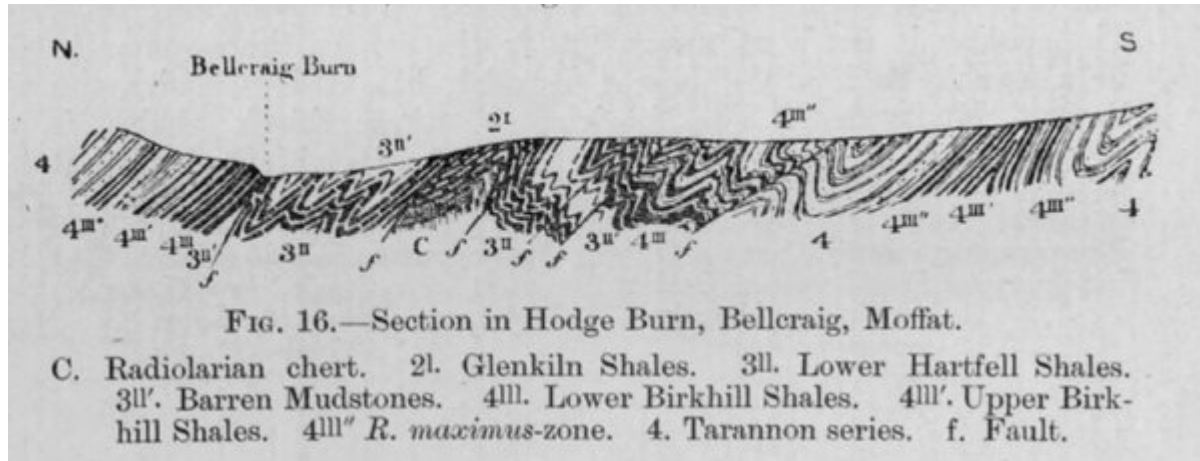 N.
S
Bellcraig Burn
2ᴵ
4ᴵᴵᴵ″
3ᴵᴵ′
4
4ᴵᴵᴵ″ 4ᴵᴵᴵ′ 4ᴵᴵᴵ 3ᴵᴵ′ f 3ᴵᴵ f C f 3ᴵᴵ f f 3ᴵᴵ′ 4ᴵᴵᴵ f 4 4ᴵᴵᴵ″ 4ᴵᴵᴵ′ 4ᴵᴵᴵ″ 4
Fig. 16.—Section in Hodge Burn, Bellcraig, Moffat.
C. Radiolarian chert. 2ᴵ. Glenkiln Shales. 3ᴵᴵ. Lower Hartfell Shales.
3ᴵᴵ′. Barren Mudstones. 4ᴵᴵᴵ. Lower Birkhill Shales. 4ᴵᴵᴵ′. Upper Birk-
hill Shales. 4ᴵᴵᴵ″ R. maximus-zone. 4. Tarannon series. f. Fault.